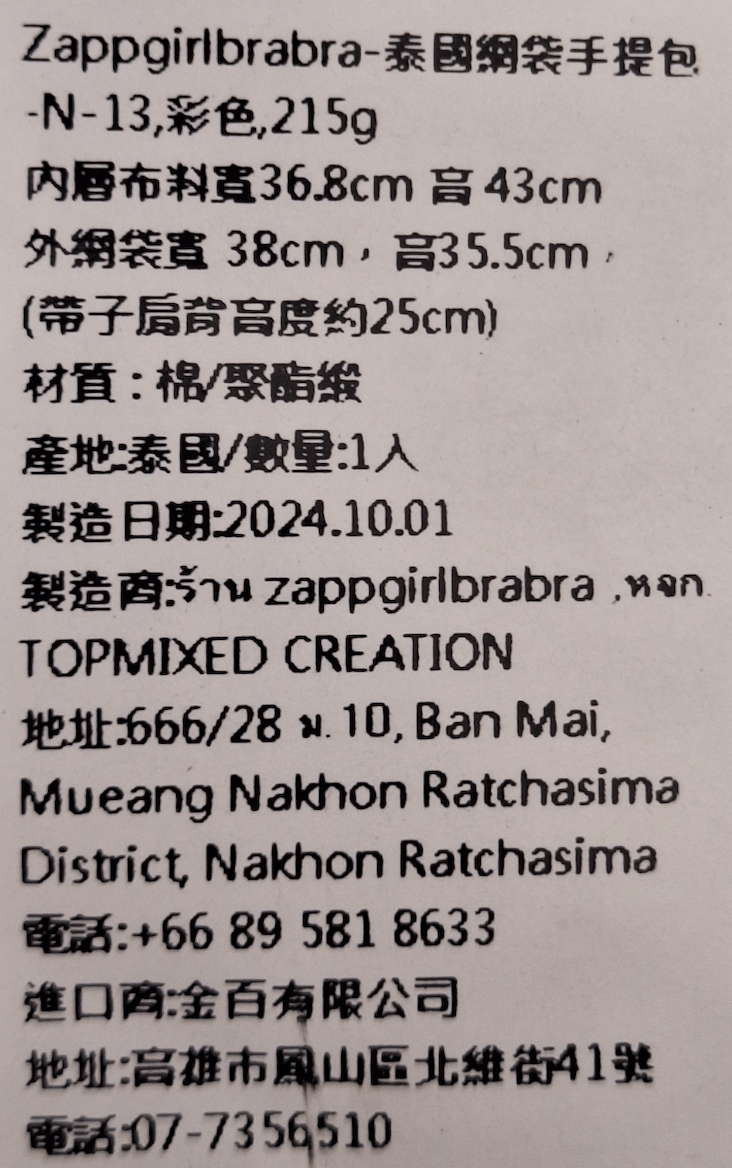 Zappgirlbrabra-泰國網袋手提包
-N-13,彩色,215g
內層布料寬36.8cm 高43cm
外網袋寬 38cm，高35.5cm，
(帶子肩背高度約25cm)
材質：棉/聚酯緞
產地:泰國/數量:1入
製造日期:2024.10.01
製造商:ร้าน zappgirlbrabra ,หจก.
TOPMIXED CREATION
地址:666/28 ม. 10, Ban Mai,
Mueang Nakhon Ratchasima
District, Nakhon Ratchasima
電話:+66 89 581 8633
進口商:金百有限公司
地址:高雄市鳳山區北維街41號
電話:07-7356510